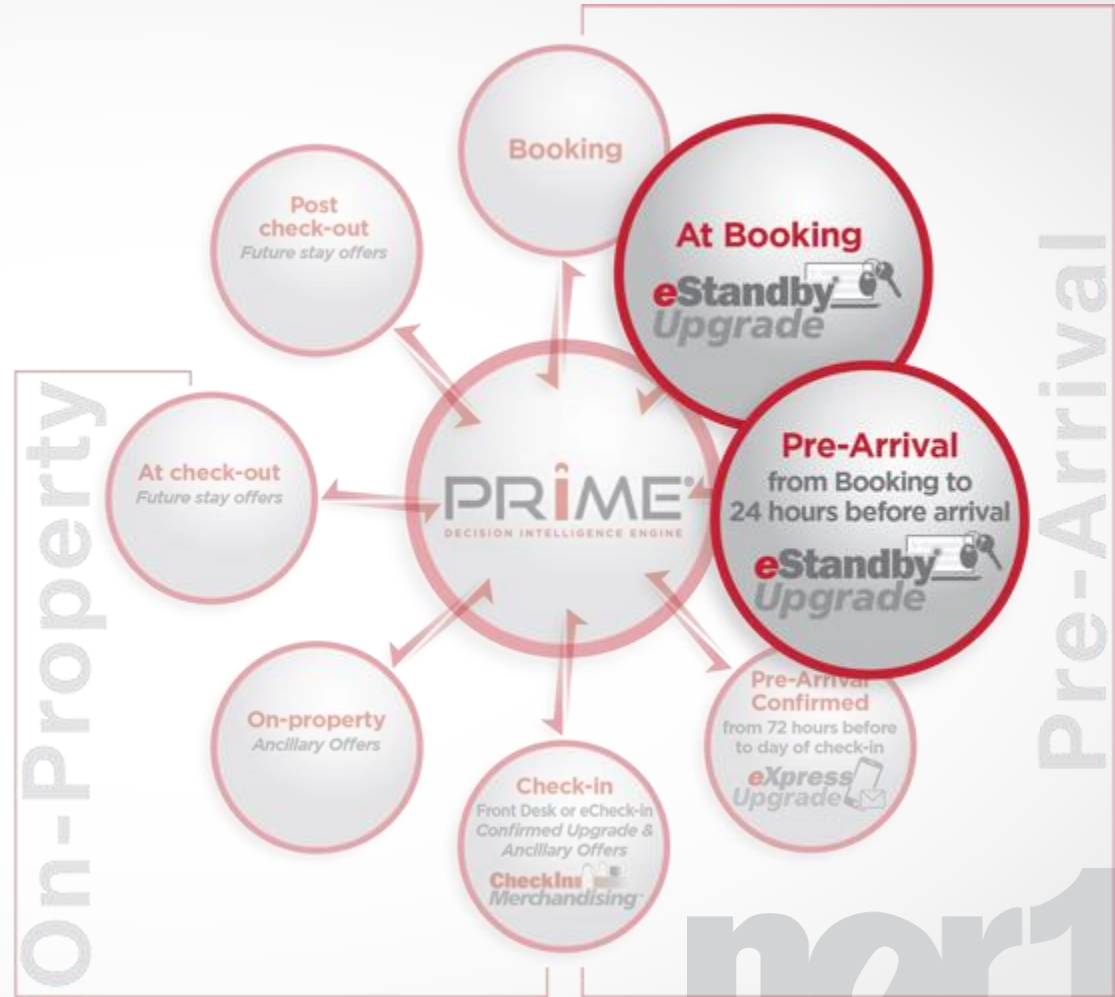 Booking
At Booking
eStandby
Upgrade
Pre-Arrival
from Booking to
24 hours before arrival
eStandby
Upgrade
Pre-Arrival
Confirmed
from 72 hours before
to day of check-in
eXpress
Upgrade
Check-in
Front Desk or eCheck-in
Confirmed Upgrade &
Ancillary Offers
CheckIn
Merchandising
On-property
Ancillary Offers
At check-out
Future stay offers
Post
check-out
Future stay offers
PRiME®
DECISION INTELLIGENCE ENGINE
On-Property
Pre-Arrival
nor1